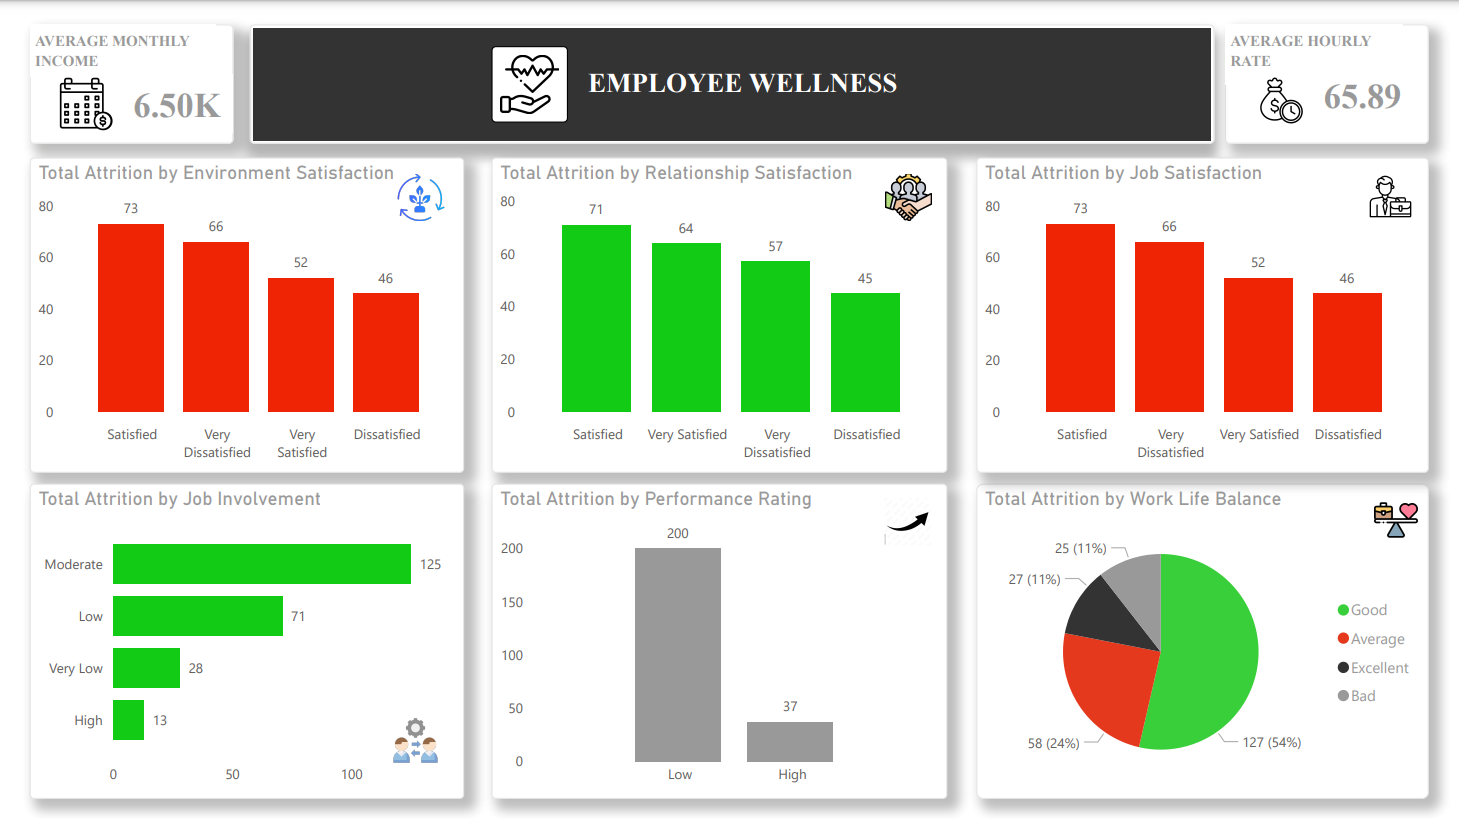 AVERAGE MONTHLY
INCOME
6.50K
EMPLOYEE WELLNESS
AVERAGE HOURLY
RATE
65.89
Total Attrition by Environment Satisfaction
80
60
40
20
0
73
66
52
46
Satisfied
Very
Dissatisfied
Very
Satisfied
Dissatisfied
Total Attrition by Relationship Satisfaction
80
60
40
20
0
71
64
57
45
Satisfied
Very Satisfied
Very
Dissatisfied
Dissatisfied
Total Attrition by Job Satisfaction
80
60
40
20
0
73
66
52
46
Satisfied
Very
Dissatisfied
Very Satisfied
Dissatisfied
Total Attrition by Job Involvement
Moderate 125
Low 71
Very Low 28
High 13
0 50 100
Total Attrition by Performance Rating
200
150
100
50
0
200
37
Low High
Total Attrition by Work Life Balance
25 (11%)
27 (11%)
58 (24%)
127 (54%)
Good
Average
Excellent
Bad